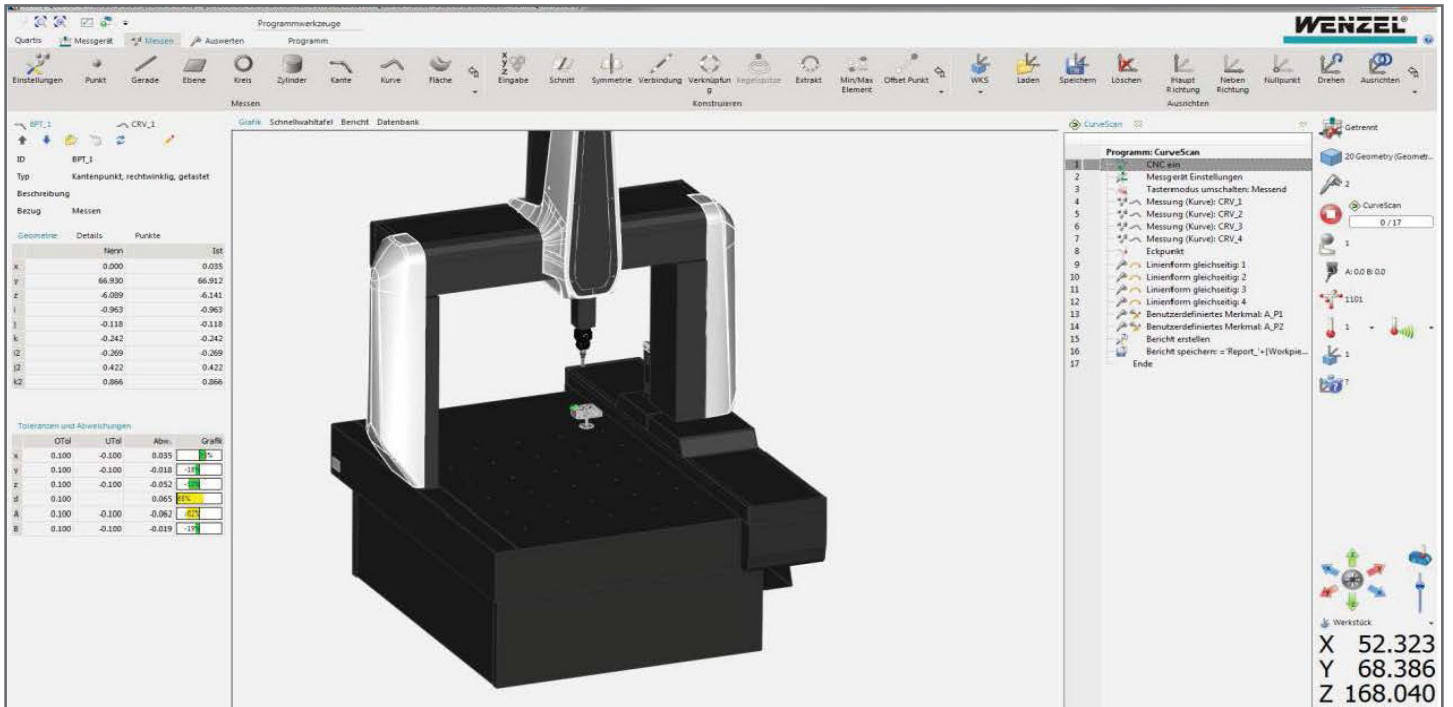 Programmwerkzeuge
WENZEL®
Quartis Messgerät Messen Auswerten Programm
Einstellungen Punkt Gerade Ebene Kreis Zylinder Kante Kurve Fläche Eingabe Schnitt Symmetrie Verbindung Verknüpfun g Kegelspitze Extrakt Min/Max Element Offset Punkt WKS Laden Speichern Löschen Haupt Richtung Neben Richtung Nullpunkt Drehen Ausrichten
Messen Konstruieren Ausrichten
BPT_1 CRV_1
ID BPT_1
Typ Kantenpunkt, rechtwinklig, getastet
Beschreibung
Bezug Messen
Geometrie Details Punkte
Nenn Ist
x 0.000 0.035
y 66.930 66.912
z -6.089 -6.141
i -0.963 -0.963
j -0.118 -0.118
k -0.242 -0.242
i2 -0.269 -0.269
j2 0.422 0.422
k2 0.866 0.866
Toleranzen und Abweichungen
OTol UTol Abw. Grafik
x 0.100 -0.100 0.035
y 0.100 -0.100 -0.018
z 0.100 -0.100 -0.052
d 0.100 0.065
A 0.100 -0.100 -0.062
B 0.100 -0.100 -0.019 -19%
Grafik Schnellwahltafel Bericht Datenbank
CurveScan
Programm: CurveScan
1 CNC ein
2 Messgerät Einstellungen
3 Tastermodus umschalten: Messend
4 Messung (Kurve): CRV_1
5 Messung (Kurve): CRV_2
6 Messung (Kurve): CRV_3
7 Messung (Kurve): CRV_4
8 Eckpunkt
9 Linienform gleichseitig: 1
10 Linienform gleichseitig: 2
11 Linienform gleichseitig: 3
12 Linienform gleichseitig: 4
13 Benutzerdefiniertes Merkmal: A_P1
14 Benutzerdefiniertes Merkmal: A_P2
15 Bericht erstellen
16 Bericht speichern: ='Report_'+[Workpie...
17 Ende
Getrennt
20 Geometry (Geometr...
2
CurveScan
0 / 17
1
A: 0.0 B: 0.0
1101
1
1
?
Werkstück
X 52.323
Y 68.386
Z 168.040